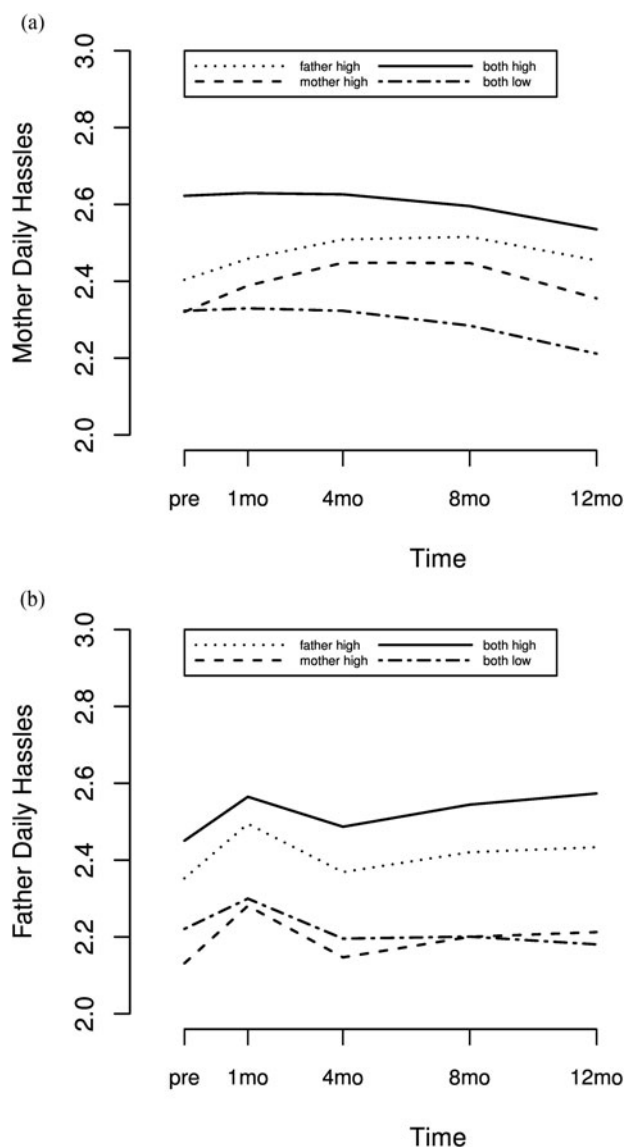 (a)
father high both high
mother high both low
Mother Daily Hassles
3.0
2.8
2.6
2.4
2.2
2.0
pre 1mo 4mo 8mo 12mo
Time
(b)
father high both high
mother high both low
Father Daily Hassles
3.0
2.8
2.6
2.4
2.2
2.0
pre 1mo 4mo 8mo 12mo
Time